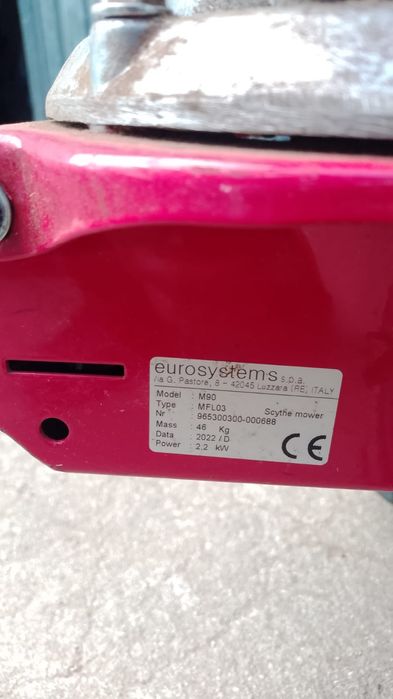 eurosystems s.p.a.
Via G. Pastore, 8 - 42045 Luzzara (RE) ITALY
Model : M90
Type : MFL03 Scythe mower
Nr : 965300300-000688
Mass : 46 Kg
Data : 2022 / D
Power : 2,2 kW
CE